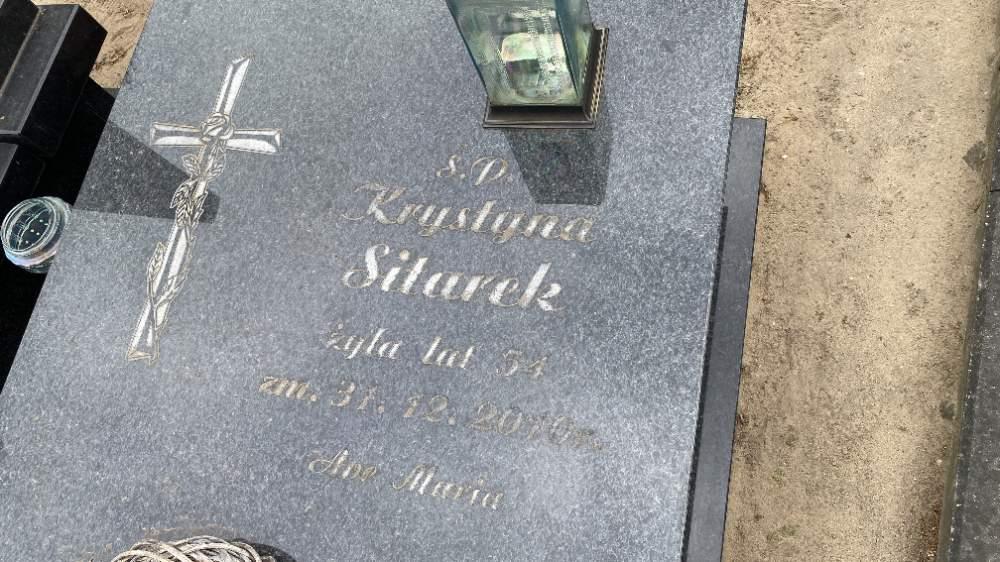 Ś.P.
Krystyna
Sitarek
żyła lat 54
zm. 31. 12. 2010r.
Ave Maria